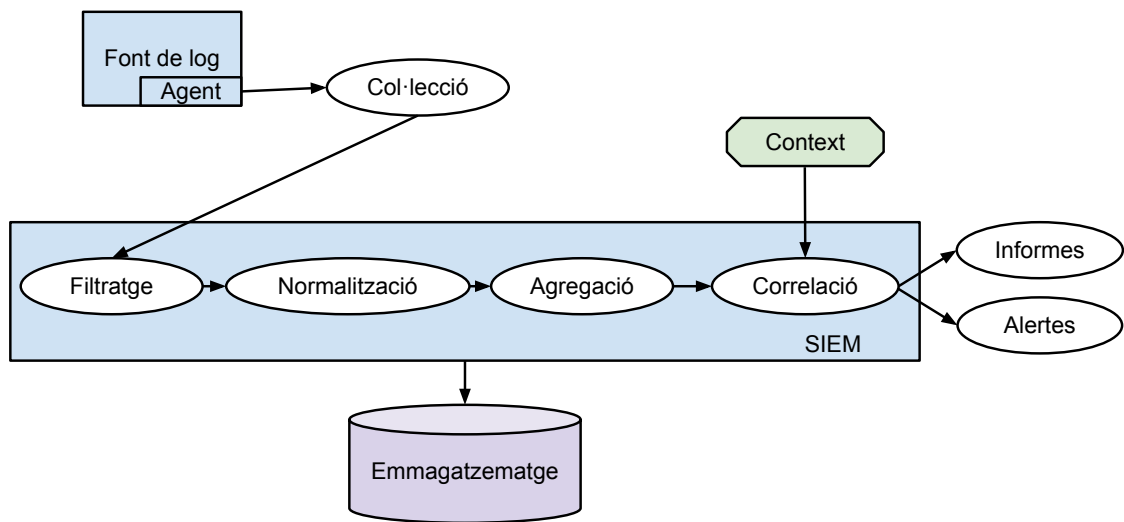 Font de log
Agent
Col·lecció
Context
Filtratge
Normalització
Agregació
Correlació
Informes
Alertes
SIEM
Emmagatzematge